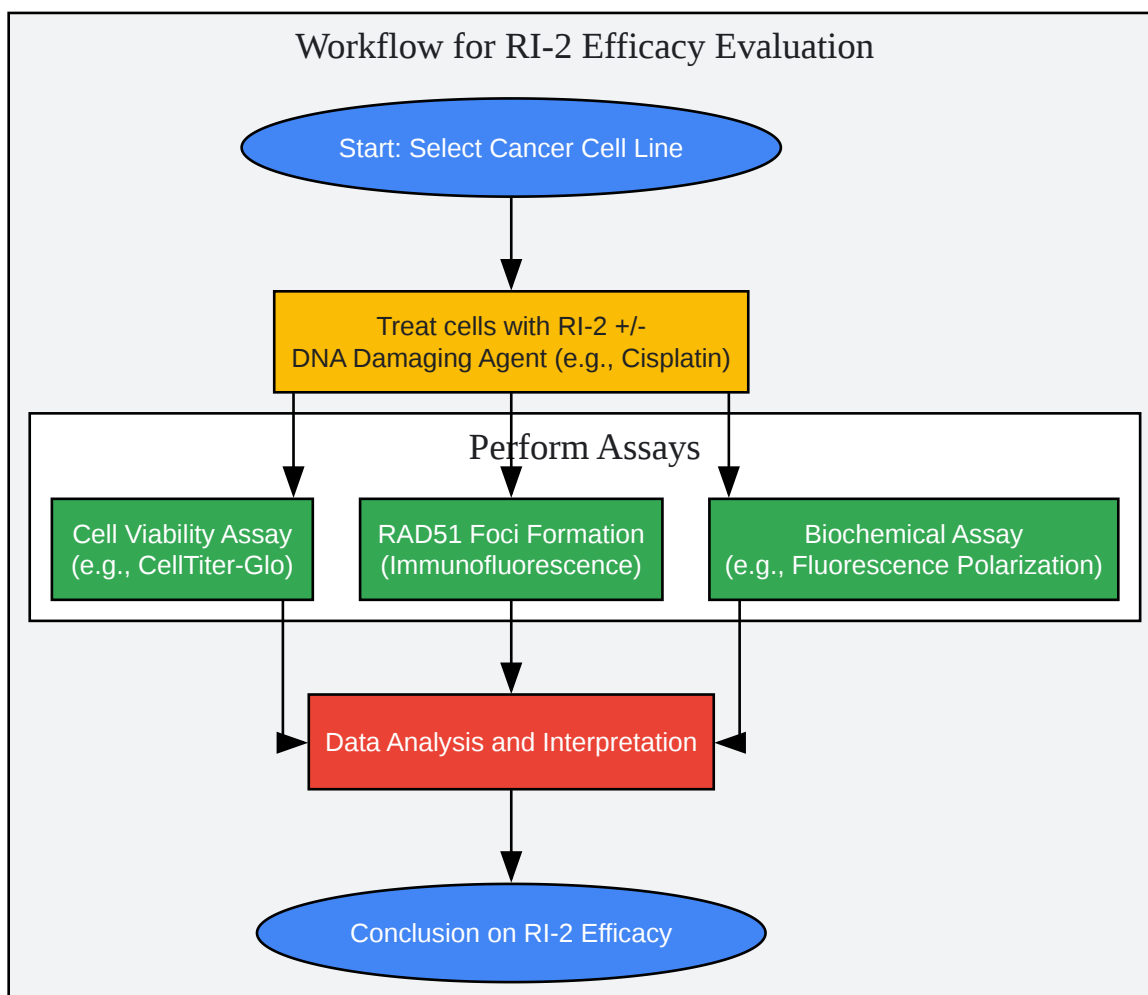 Workflow for RI-2 Efficacy Evaluation
Start: Select Cancer Cell Line
Treat cells with RI-2 +/-
DNA Damaging Agent (e.g., Cisplatin)
Perform Assays
Cell Viability Assay
(e.g., CellTiter-Glo)
RAD51 Foci Formation
(Immunofluorescence)
Biochemical Assay
(e.g., Fluorescence Polarization)
Data Analysis and Interpretation
Conclusion on RI-2 Efficacy